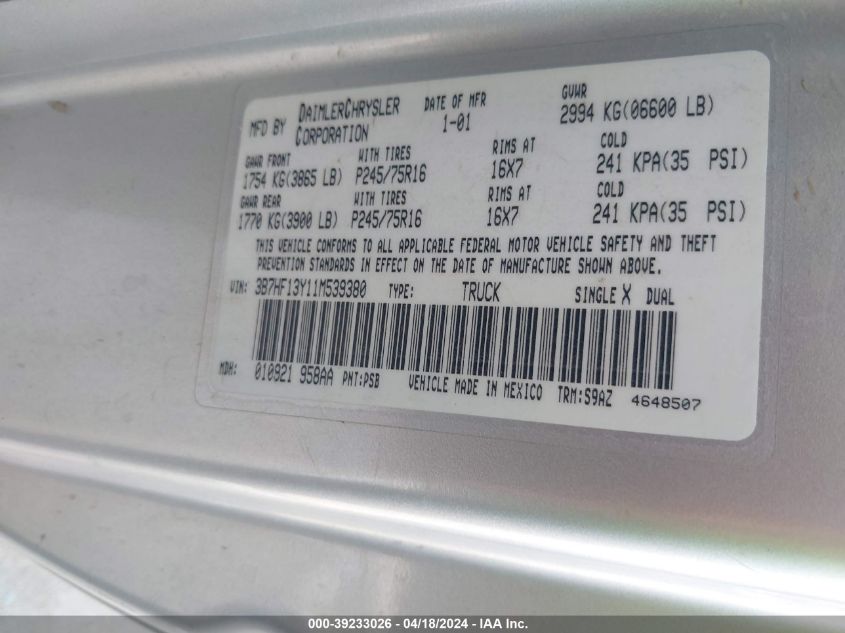 MFD BY DAIMLERCHRYSLER CORPORATION DATE OF MFR 1-01 GVWR 2994 KG(06600 LB)
GAWR FRONT WITH TIRES RIMS AT COLD
1754 KG(3865 LB) P245/75R16 16X7 241 KPA(35 PSI)
GAWR REAR WITH TIRES RIMS AT COLD
1770 KG(3900 LB) P245/75R16 16X7 241 KPA(35 PSI)
THIS VEHICLE CONFORMS TO ALL APPLICABLE FEDERAL MOTOR VEHICLE SAFETY AND THEFT
PREVENTION STANDARDS IN EFFECT ON THE DATE OF MANUFACTURE SHOWN ABOVE.
VIN: 3B7HF13Y11M539380 TYPE: TRUCK SINGLE X DUAL
MDH: 010921 958AA PNT:PSB VEHICLE MADE IN MEXICO TRM:S9AZ 4648507
000-39233026 - 04/18/2024 - IAA Inc.